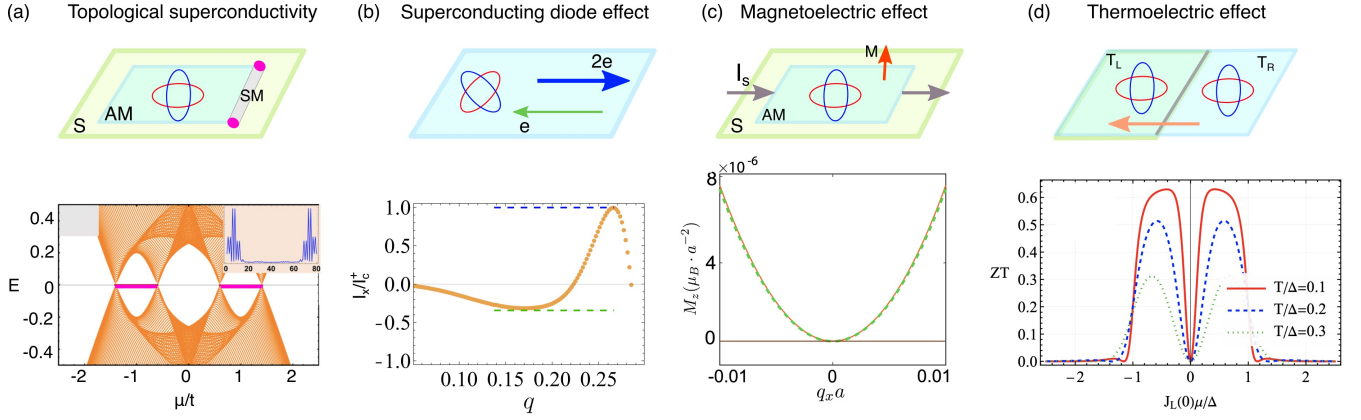 (a) Topological superconductivity
S
AM
SM
E
0.4
0.2
0
-0.2
-0.4
0 20 40 60 80
-2 -1 0 1 2
μ/t
(b) Superconducting diode effect
2e
e
I_x/I_c^+
1.0
0.5
0.0
−0.5
−1.0
0.10 0.15 0.20 0.25
q
(c) Magnetoelectric effect
M
I_s
AM
S
×10^-6
8
4
0
M_z(μ_B · a^-2)
-0.01 0 0.01
q_x a
(d) Thermoelectric effect
T_L
T_R
ZT
0.6
0.5
0.4
0.3
0.2
0.1
0.0
T/Δ=0.1
T/Δ=0.2
T/Δ=0.3
−2 −1 0 1 2
J_L(0)μ/Δ